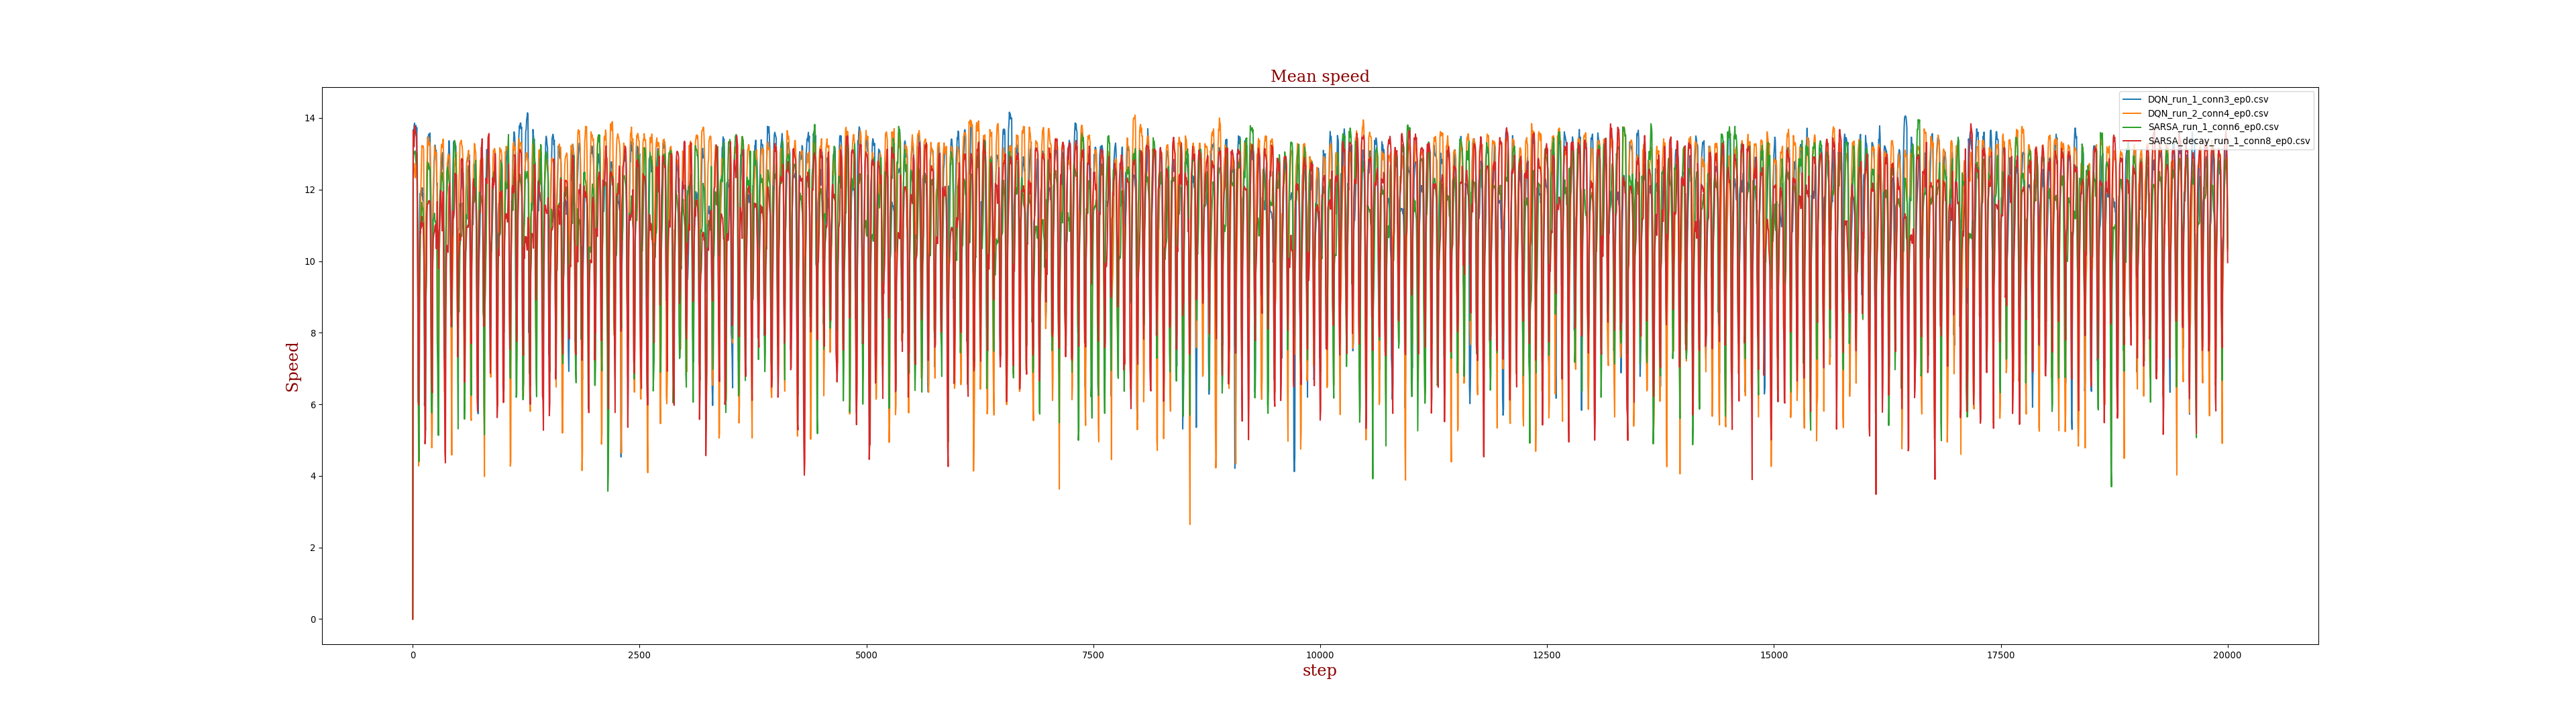 Mean speed
DQN_run_1_conn3_ep0.csv
DQN_run_2_conn4_ep0.csv
SARSA_run_1_conn6_ep0.csv
SARSA_decay_run_1_conn8_ep0.csv
14
12
10
8
6
4
2
0
Speed
0 2500 5000 7500 10000 12500 15000 17500 20000
step